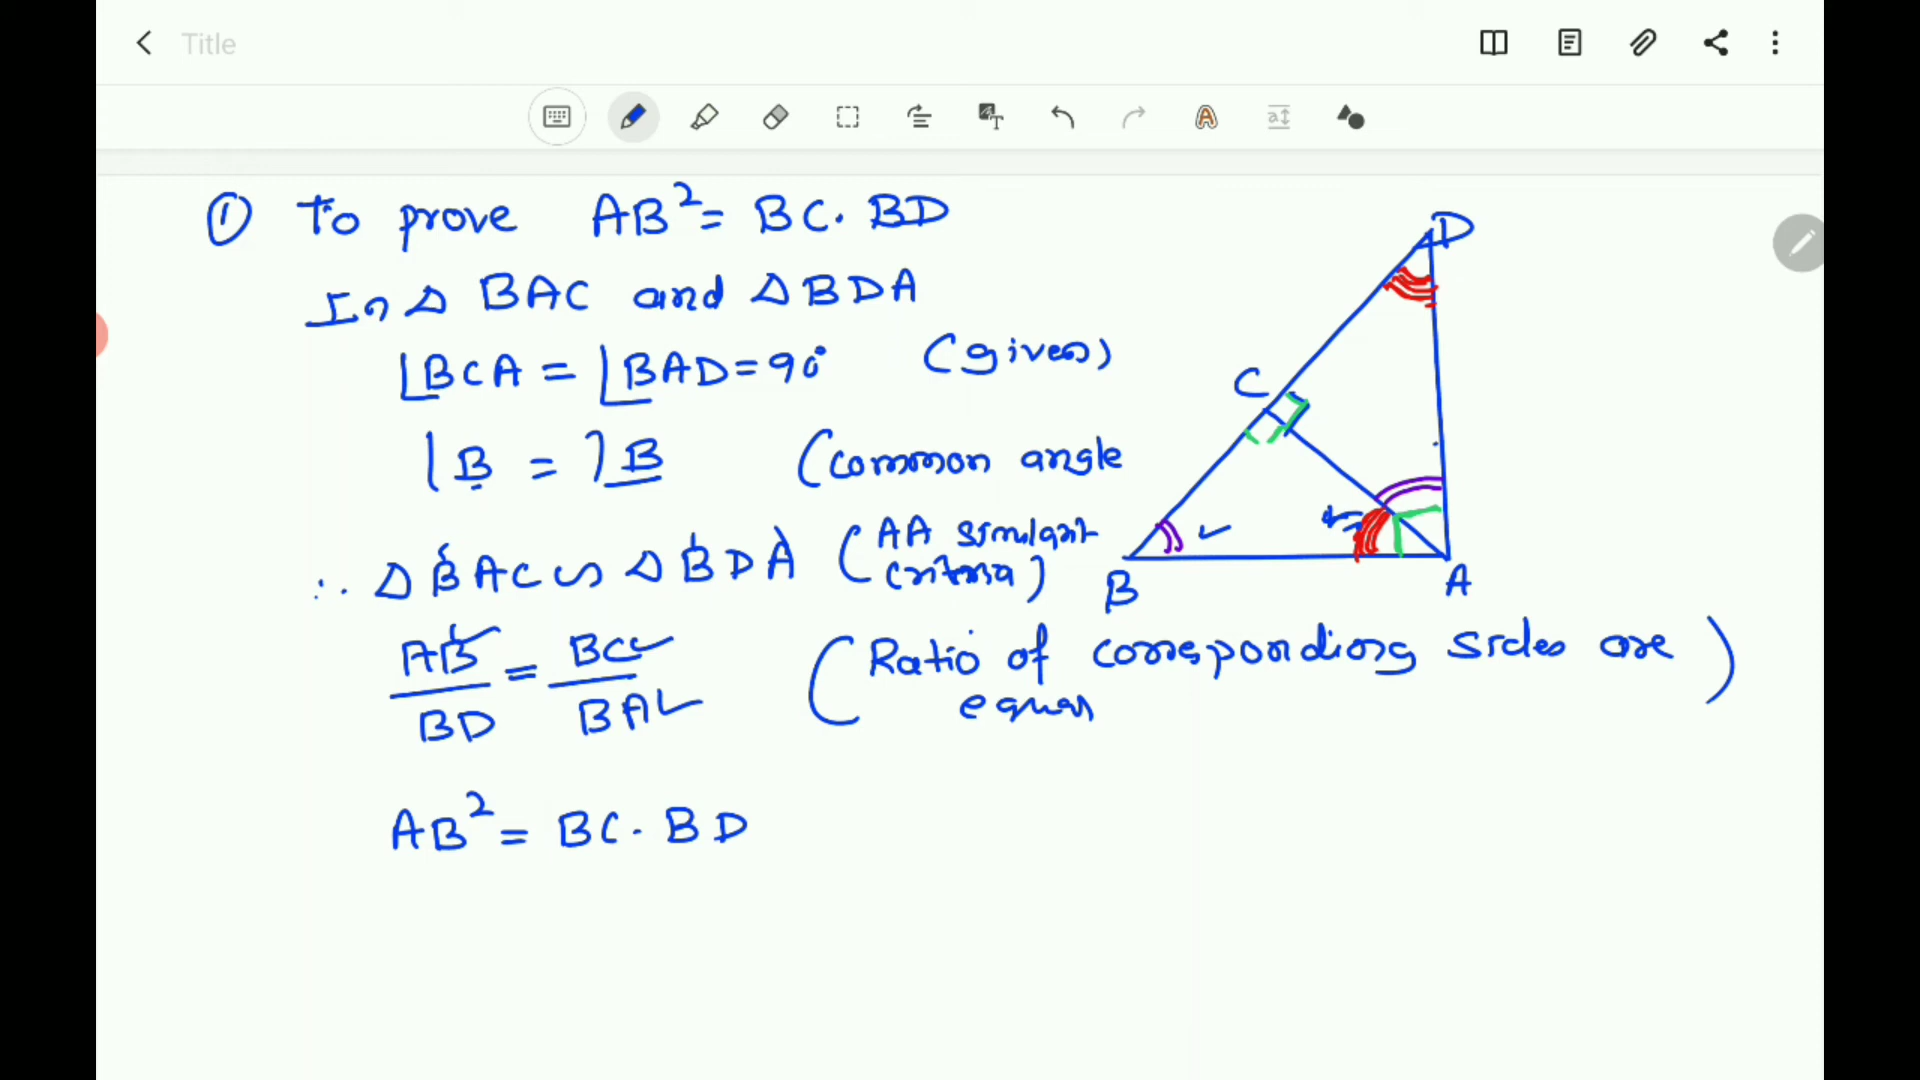 Title
① To prove AB² = BC. BD
In △ BAC and △ BDA
∠BCA = ∠BAD = 90° (given)
∠B = ∠B (common angle
∴ △ BAC ∽ △ BDA (AA similar criteria)
AB/BD = BC/BA (Ratio of corresponding sides are equal)
AB² = BC. BD
D
C
B
A